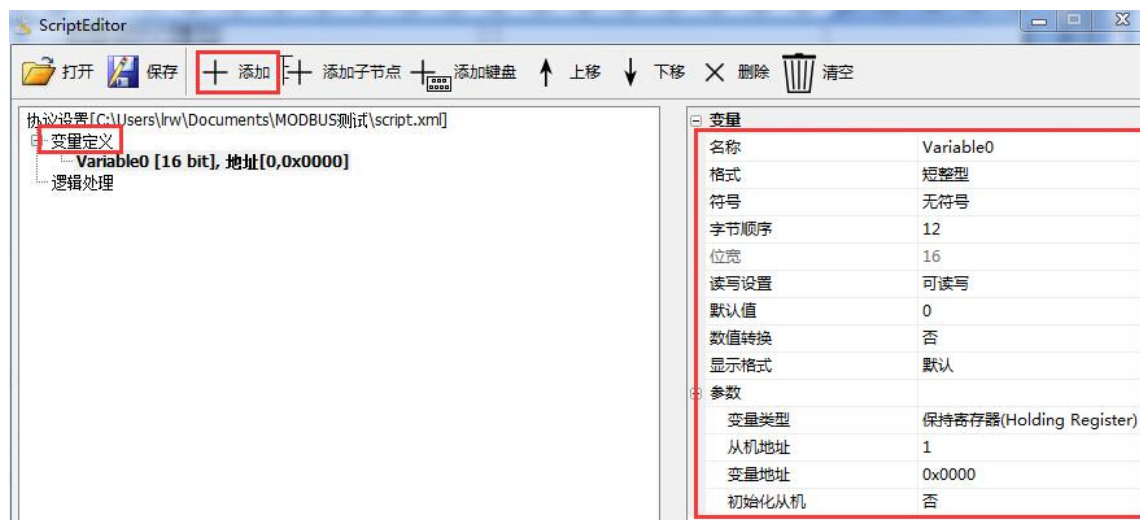 ScriptEditor
打开 保存 添加 添加子节点 添加键盘 上移 下移 删除 清空
协议设置[C:\Users\lrw\Documents\MODBUS测试\script.xml]
变量定义
Variable0 [16 bit], 地址[0,0x0000]
逻辑处理
变量
名称 Variable0
格式 短整型
符号 无符号
字节顺序 12
位宽 16
读写设置 可读写
默认值 0
数值转换 否
显示格式 默认
参数
变量类型 保持寄存器(Holding Register)
从机地址 1
变量地址 0x0000
初始化从机 否